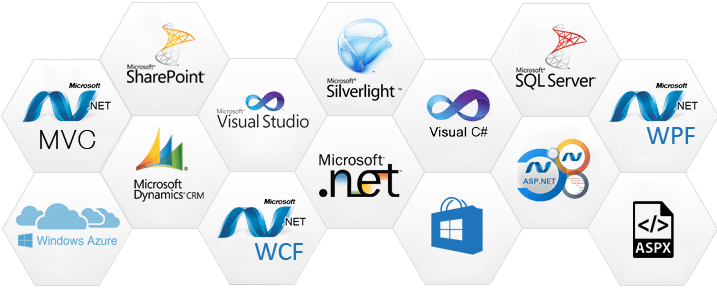 Microsoft
SharePoint
Microsoft
Silverlight
Microsoft
SQL Server
Microsoft
.NET
MVC
Microsoft
Visual Studio
Visual C#
Microsoft
.NET
WPF
Microsoft
Dynamics CRM
Microsoft
.net
ASP.NET
Windows Azure
Microsoft
.NET
WCF
</>
ASPX